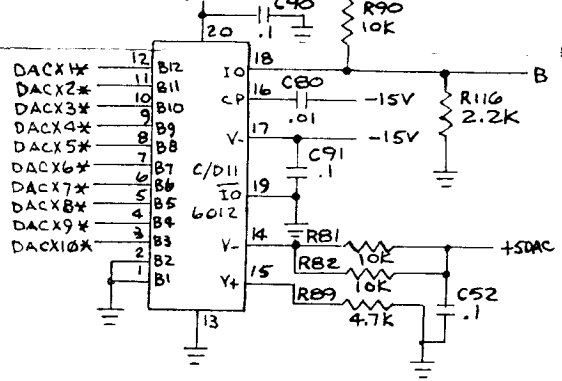 C90
.1
R90
10K
20
DACX1* 12 B12 IO 18 B
DACX2* 11 B11
DACX3* 10 B10 CP 16 C80 .01 -15V
DACX4* 9 B9
DACX5* 8 B8 V- 17 -15V
R116 2.2K
DACX6* 7 B7 C/D11 C91 .1
DACX7* 6 B6
DACX8* 5 B5 IO 19
DACX9* 4 B4 6012
DACX10* 3 B3 V- 14 R81 10K +5DAC
2 B2 R82 10K
1 B1 V+ 15 R89 4.7K C52 .1
13